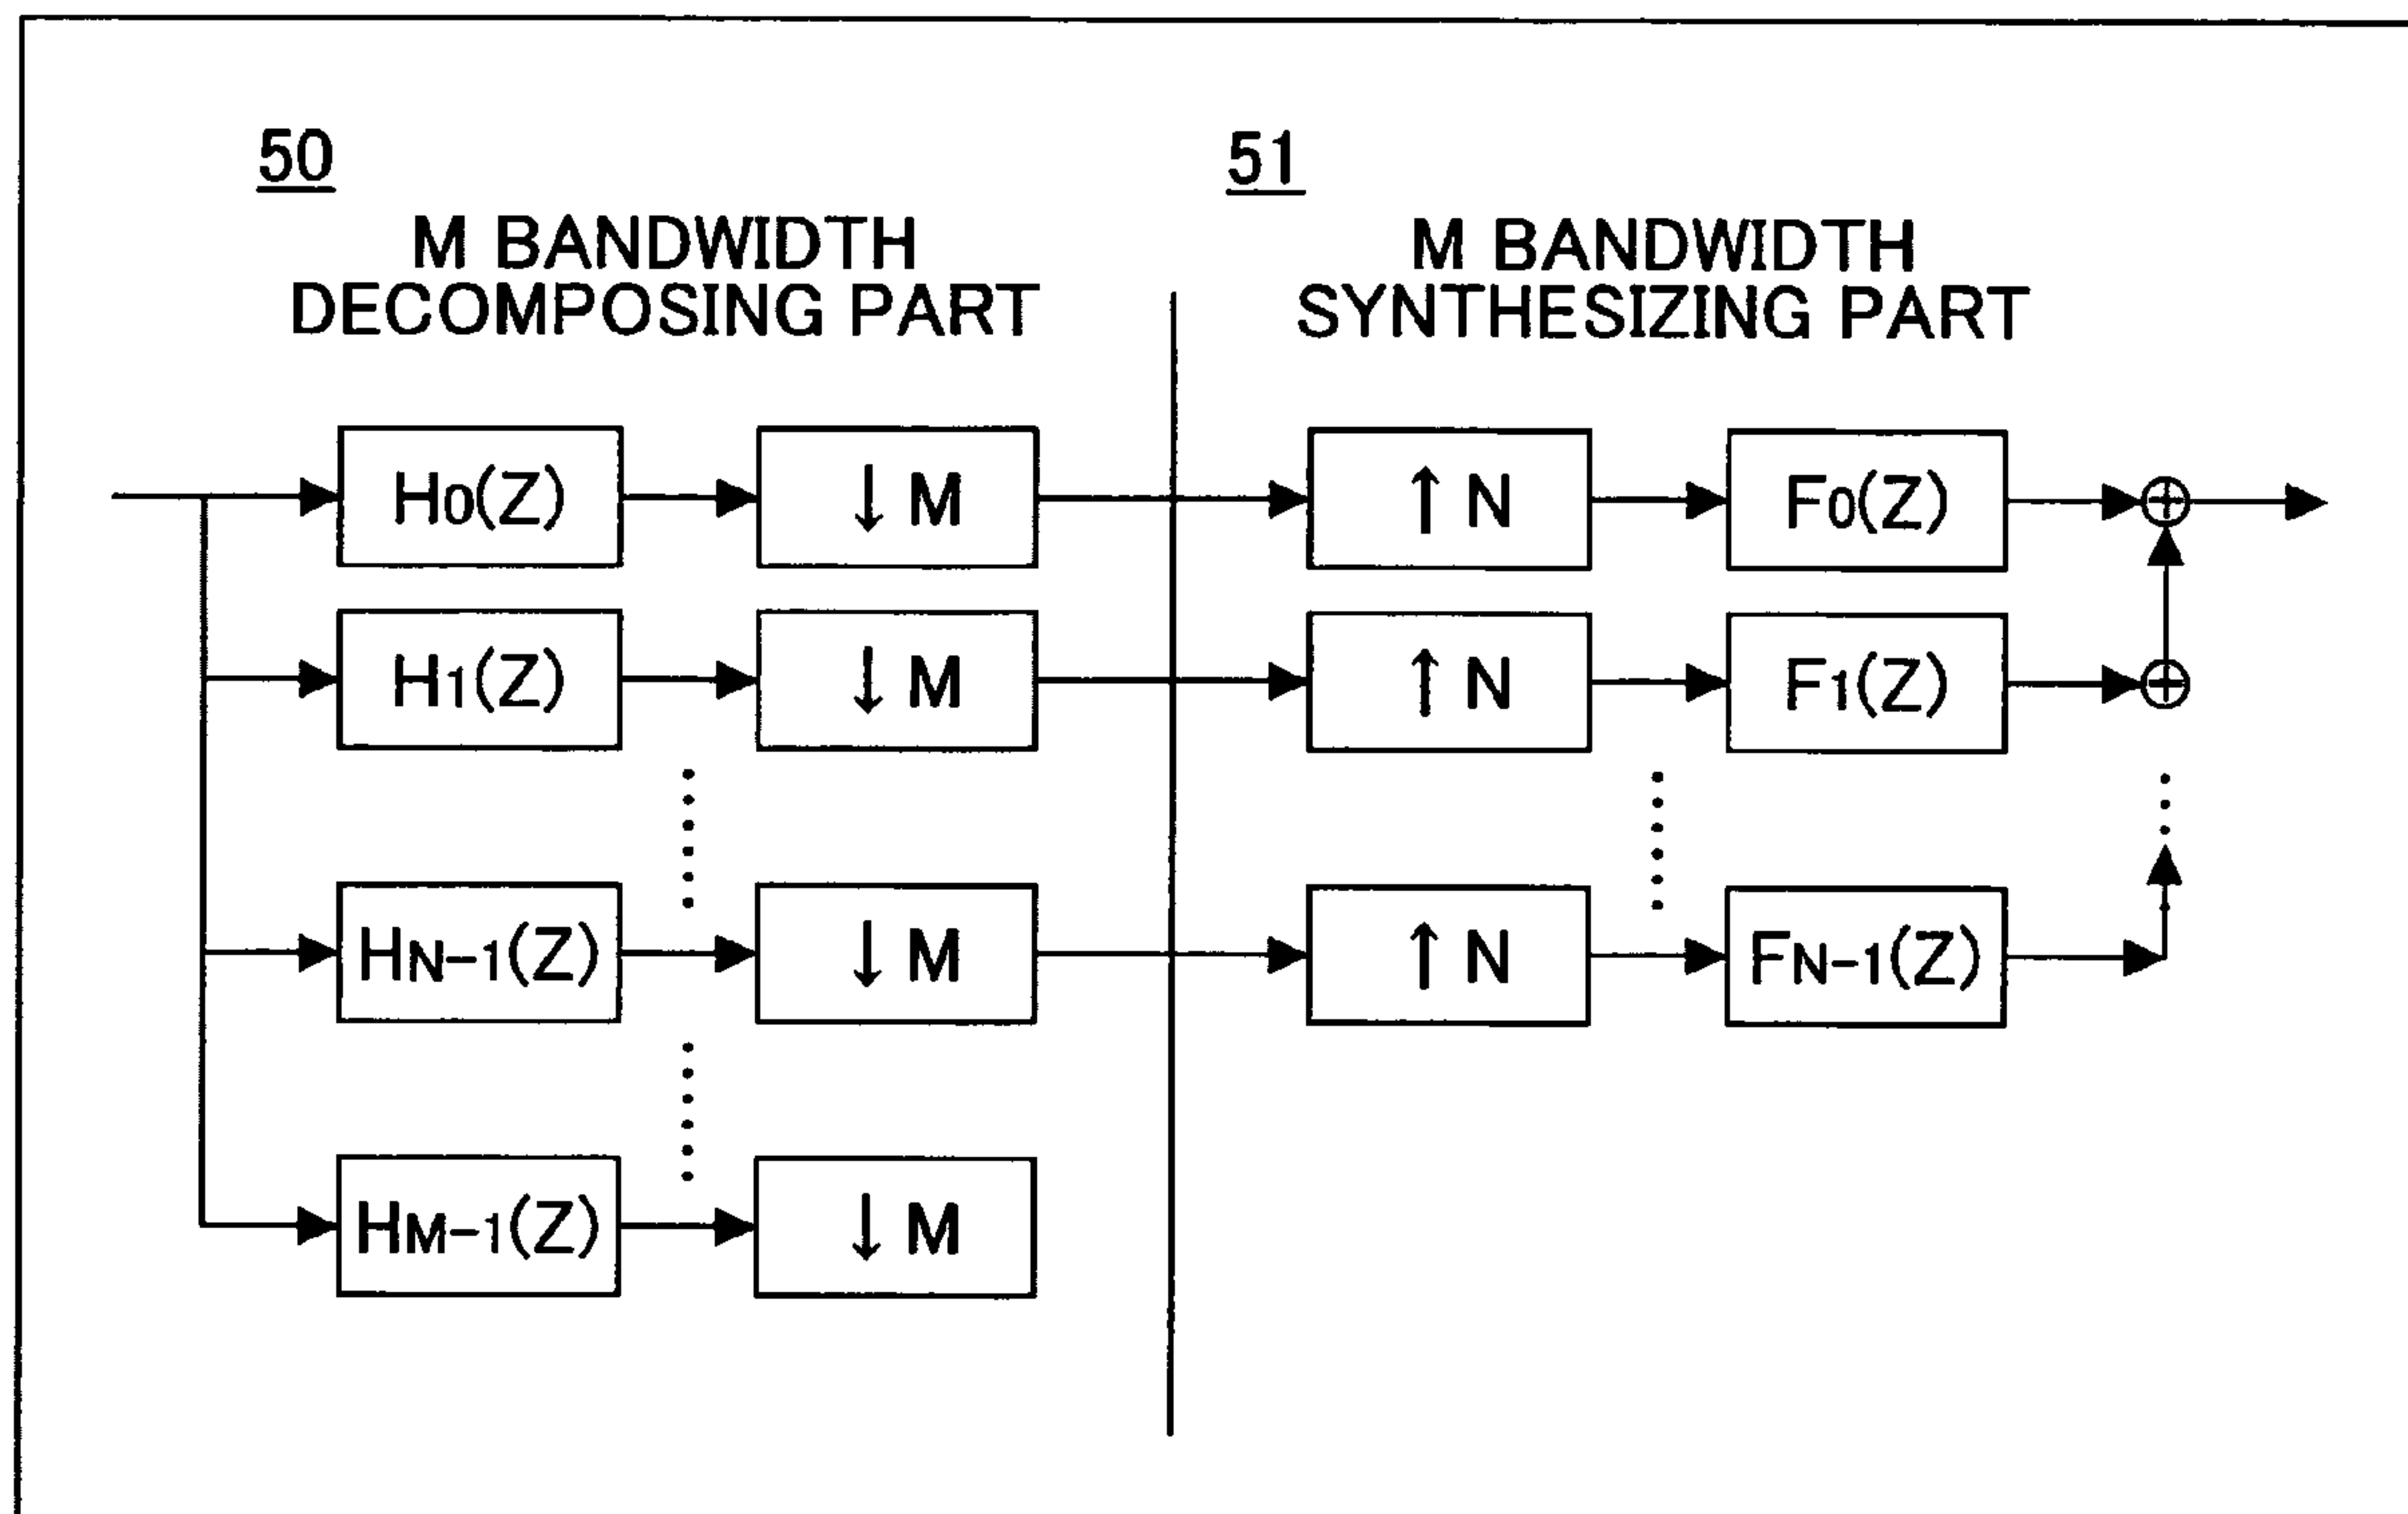 50
M BANDWIDTH
DECOMPOSING PART
51
M BANDWIDTH
SYNTHESIZING PART
H0(Z)
↓ M
↑ N
F0(Z)
H1(Z)
↓ M
↑ N
F1(Z)
HN-1(Z)
↓ M
↑ N
FN-1(Z)
HM-1(Z)
↓ M